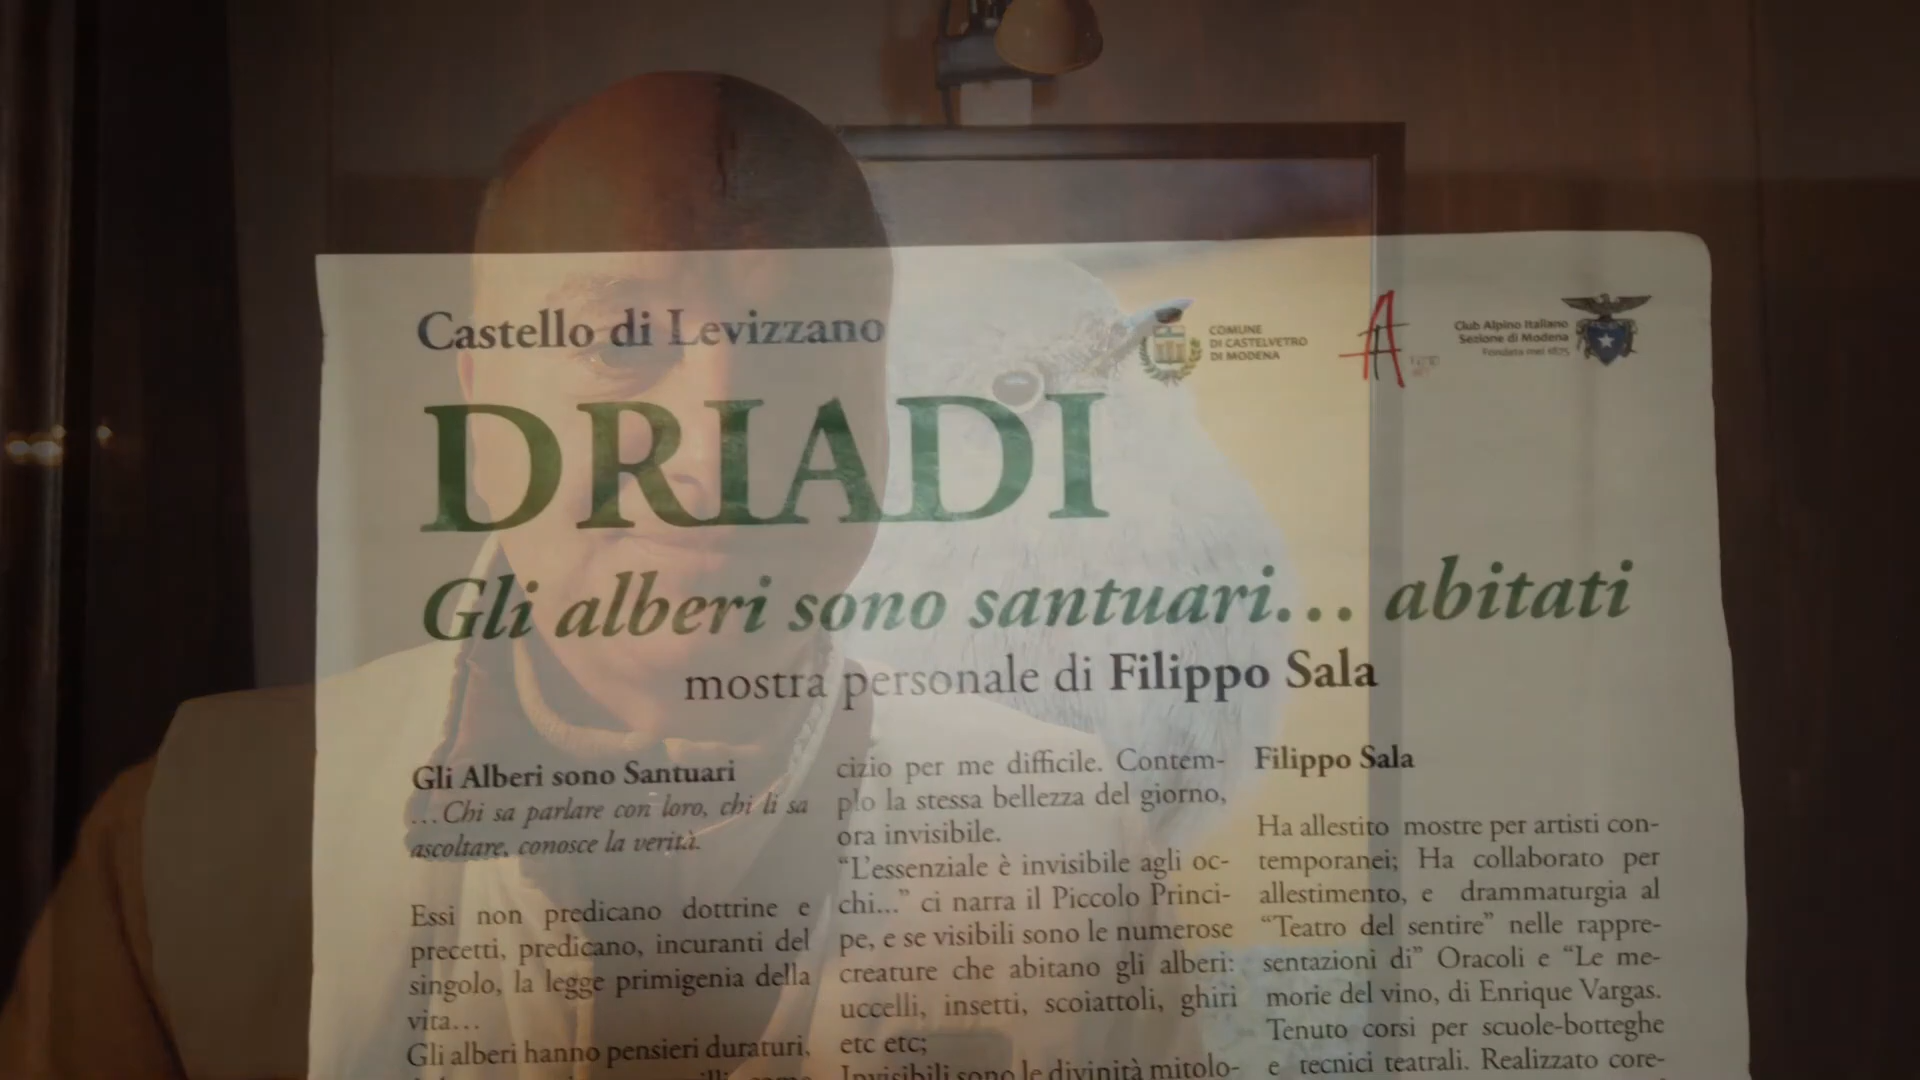 Castello di Levizzano
COMUNE
DI CASTELVETRO
DI MODENA
Club Alpino Italiano
Sezione di Modena
DRIADI
Gli alberi sono santuari... abitati
mostra personale di Filippo Sala
Gli Alberi sono Santuari
...Chi sa parlare con loro, chi li sa
ascoltare, conosce la verità.
Essi non predicano dottrine e
precetti, predicano, incuranti del
singolo, la legge primigenia della
vita...
Gli alberi hanno pensieri duraturi,
cizio per me difficile. Contem-
plo la stessa bellezza del giorno,
ora invisibile.
“L’essenziale è invisibile agli oc-
chi...” ci narra il Piccolo Princi-
pe, e se visibili sono le numerose
creature che abitano gli alberi:
uccelli, insetti, scoiattoli, ghiri
etc etc;
Invisibili sono le divinità mitolo-
Filippo Sala
Ha allestito mostre per artisti con-
temporanei; Ha collaborato per
allestimento, e drammaturgia al
“Teatro del sentire” nelle rappre-
sentazioni di” Oracoli e “Le me-
morie del vino, di Enrique Vargas.
Tenuto corsi per scuole-botteghe
e tecnici teatrali. Realizzato core-